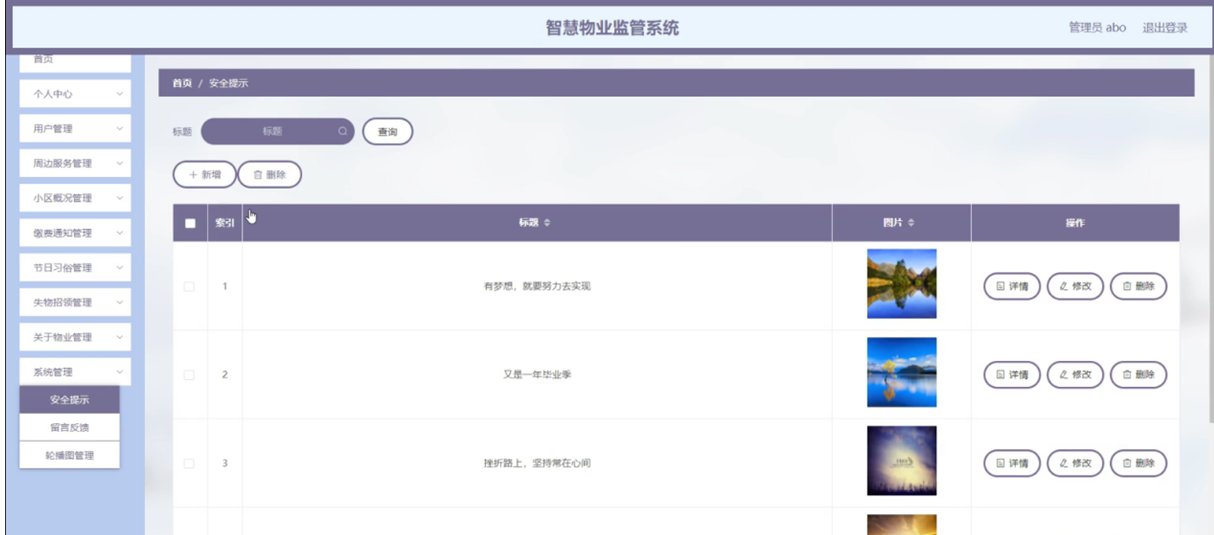 智慧物业监管系统
管理员 abo 退出登录
首页
个人中心
用户管理
周边服务管理
小区概况管理
缴费通知管理
节日习俗管理
失物招领管理
关于物业管理
系统管理
安全提示
留言反馈
轮播图管理
首页 / 安全提示
标题 标题 查询
新增 删除
索引 标题 图片 操作
1 有梦想，就要努力去实现 详情 修改 删除
2 又是一年毕业季 详情 修改 删除
3 挫折路上，坚持常在心间 详情 修改 删除